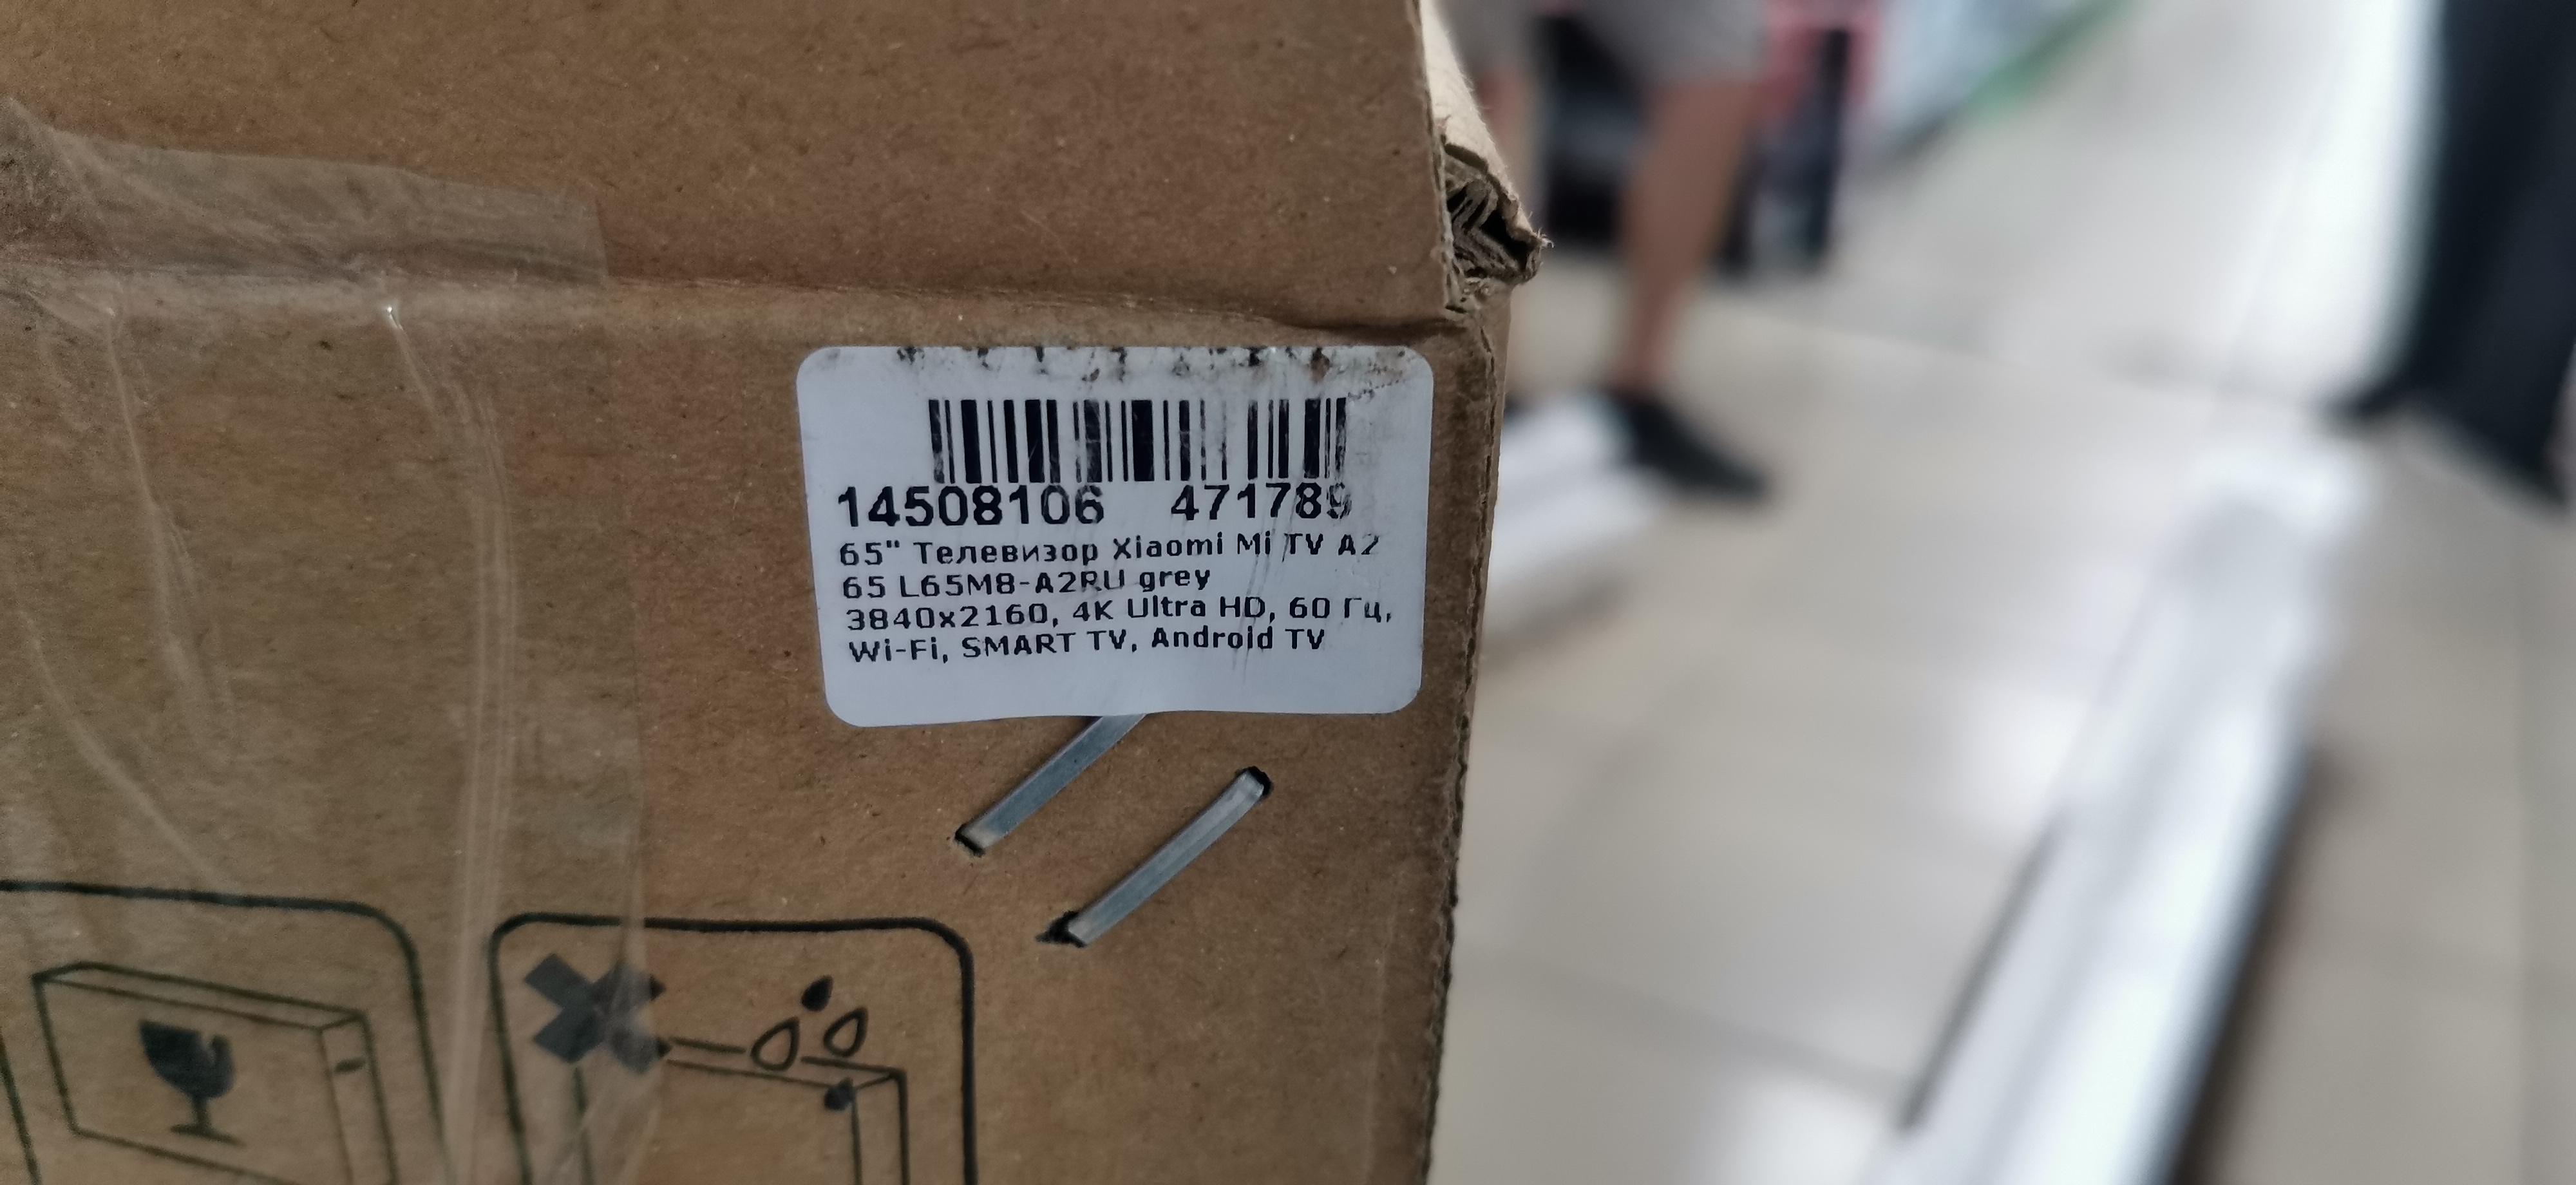 14508106 471789
65" Телевизор Xiaomi Mi TV A2
65 L65M8-A2RU grey
3840x2160, 4K Ultra HD, 60 Гц,
Wi-Fi, SMART TV, Android TV